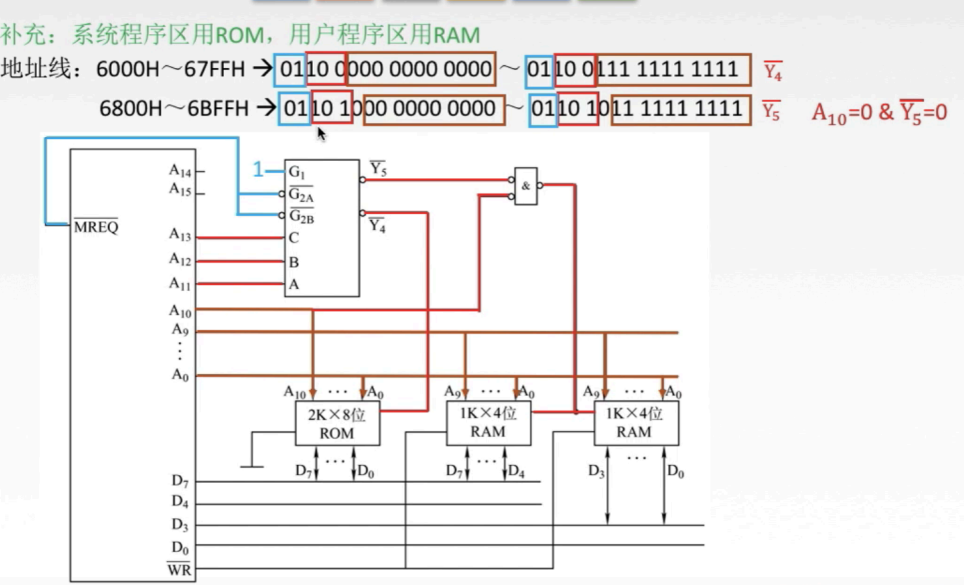 补充：系统程序区用ROM，用户程序区用RAM
地址线：6000H～67FFH → 0110 0000 0000 0000 ～ 0110 0111 1111 1111 Y̅₄
6800H～6BFFH → 0110 1000 0000 0000 ～ 0110 1011 1111 1111 Y̅₅ A₁₀=0 & Y̅₅=0
A₁₄ 1 G₁ Y̅₅
A₁₅ G̅₂A̅ &
M̅R̅E̅Q̅ G̅₂B̅ Y̅₄
A₁₃ C
A₁₂ B
A₁₁ A
A₁₀
A₉
⋮
A₀
A₁₀ ··· A₀ A₉ ··· A₀ A₉ ··· A₀
2K×8位 1K×4位 1K×4位
ROM RAM RAM
D₇ ··· D₀ D₇ ··· D₄ D₃ ··· D₀
D₇
D₄
D₃
D₀
W̅R̅